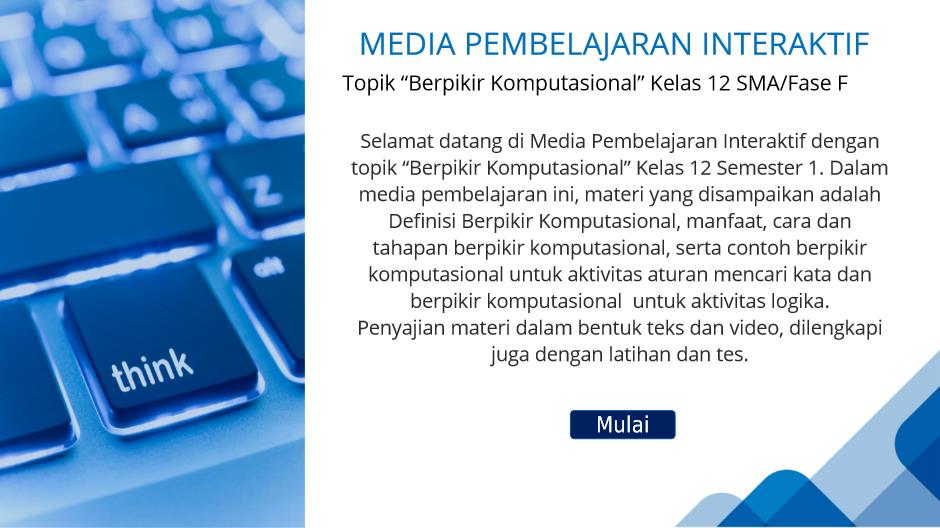 MEDIA PEMBELAJARAN INTERAKTIF
Topik “Berpikir Komputasional” Kelas 12 SMA/Fase F
Selamat datang di Media Pembelajaran Interaktif dengan
topik “Berpikir Komputasional” Kelas 12 Semester 1. Dalam
media pembelajaran ini, materi yang disampaikan adalah
Definisi Berpikir Komputasional, manfaat, cara dan
tahapan berpikir komputasional, serta contoh berpikir
komputasional untuk aktivitas aturan mencari kata dan
berpikir komputasional  untuk aktivitas logika.
Penyajian materi dalam bentuk teks dan video, dilengkapi
juga dengan latihan dan tes.
Mulai
A
S
Z
alt
think